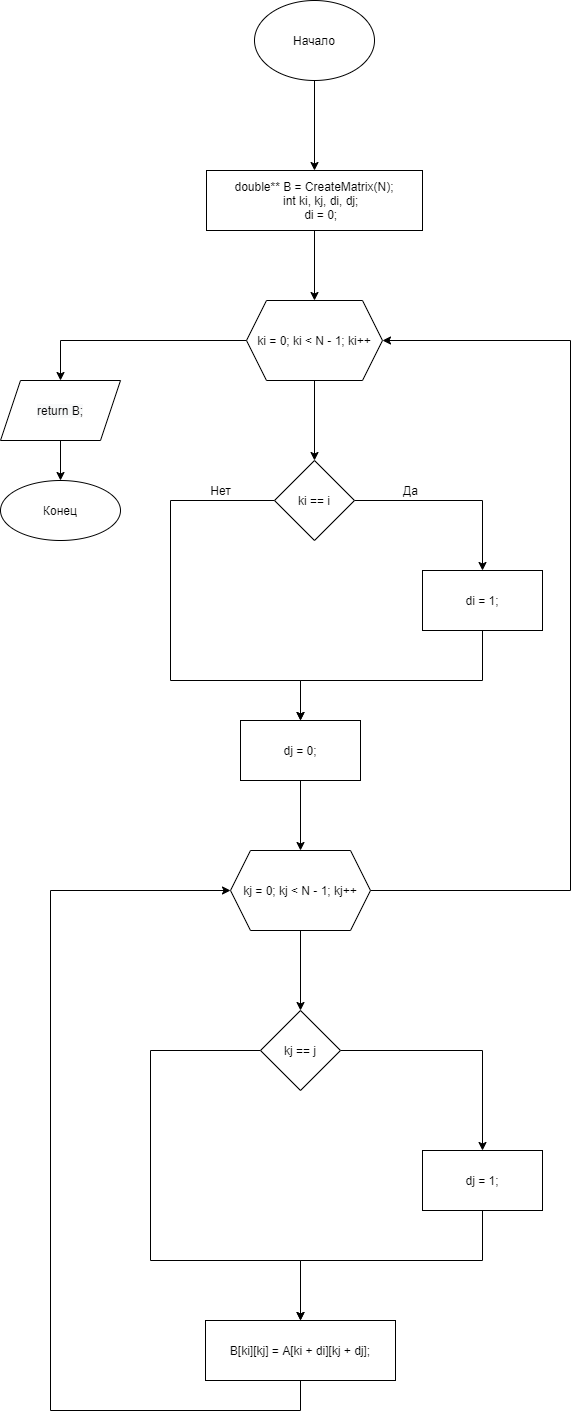 Начало
double** B = CreateMatrix(N);
int ki, kj, di, dj;
di = 0;
ki = 0; ki < N - 1; ki++
return B;
Конец
Нет
ki == i
Да
di = 1;
dj = 0;
kj = 0; kj < N - 1; kj++
kj == j
dj = 1;
B[ki][kj] = A[ki + di][kj + dj];